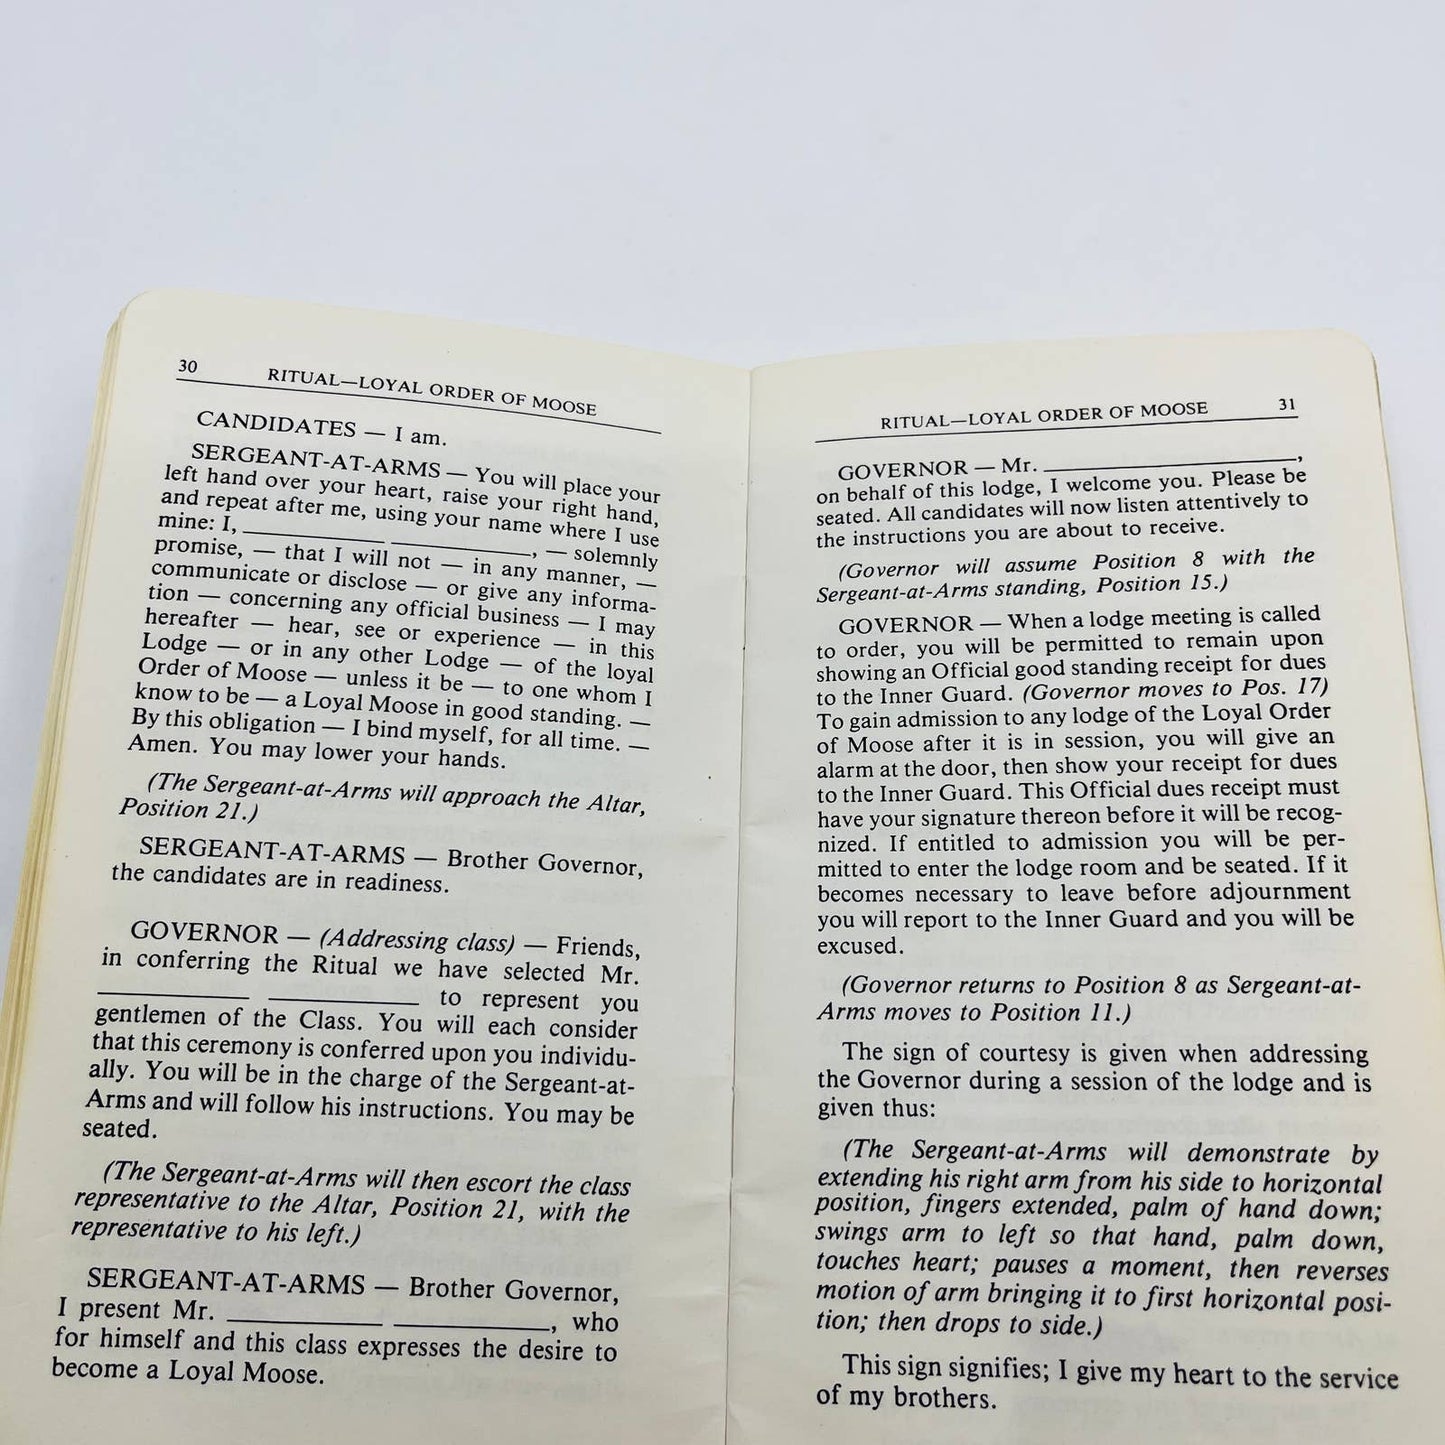 30
RITUAL—LOYAL ORDER OF MOOSE
CANDIDATES — I am.
SERGEANT-AT-ARMS — You will place your
left hand over your heart, raise your right hand,
and repeat after me, using your name where I use
mine: I, ____________ ____________, — solemnly
promise, — that I will not — in any manner, —
communicate or disclose — or give any informa-
tion — concerning any official business — I may
hereafter — hear, see or experience — in this
Lodge — or in any other Lodge — of the loyal
Order of Moose — unless it be — to one whom I
know to be — a Loyal Moose in good standing. —
By this obligation — I bind myself, for all time. —
Amen. You may lower your hands.
(The Sergeant-at-Arms will approach the Altar,
Position 21.)
SERGEANT-AT-ARMS — Brother Governor,
the candidates are in readiness.
GOVERNOR — (Addressing class) — Friends,
in conferring the Ritual we have selected Mr.
____________ ____________ to represent you
gentlemen of the Class. You will each consider
that this ceremony is conferred upon you individu-
ally. You will be in the charge of the Sergeant-at-
Arms and will follow his instructions. You may be
seated.
(The Sergeant-at-Arms will then escort the class
representative to the Altar, Position 21, with the
representative to his left.)
SERGEANT-AT-ARMS — Brother Governor,
I present Mr. ____________ ____________, who
for himself and this class expresses the desire to
become a Loyal Moose.
RITUAL—LOYAL ORDER OF MOOSE
31
GOVERNOR — Mr. ____________________,
on behalf of this lodge, I welcome you. Please be
seated. All candidates will now listen attentively to
the instructions you are about to receive.
(Governor will assume Position 8 with the
Sergeant-at-Arms standing, Position 15.)
GOVERNOR — When a lodge meeting is called
to order, you will be permitted to remain upon
showing an Official good standing receipt for dues
to the Inner Guard. (Governor moves to Pos. 17)
To gain admission to any lodge of the Loyal Order
of Moose after it is in session, you will give an
alarm at the door, then show your receipt for dues
to the Inner Guard. This Official dues receipt must
have your signature thereon before it will be recog-
nized. If entitled to admission you will be per-
mitted to enter the lodge room and be seated. If it
becomes necessary to leave before adjournment
you will report to the Inner Guard and you will be
excused.
(Governor returns to Position 8 as Sergeant-at-
Arms moves to Position 11.)
The sign of courtesy is given when addressing
the Governor during a session of the lodge and is
given thus:
(The Sergeant-at-Arms will demonstrate by
extending his right arm from his side to horizontal
position, fingers extended, palm of hand down;
swings arm to left so that hand, palm down,
touches heart; pauses a moment, then reverses
motion of arm bringing it to first horizontal posi-
tion; then drops to side.)
This sign signifies; I give my heart to the service
of my brothers.